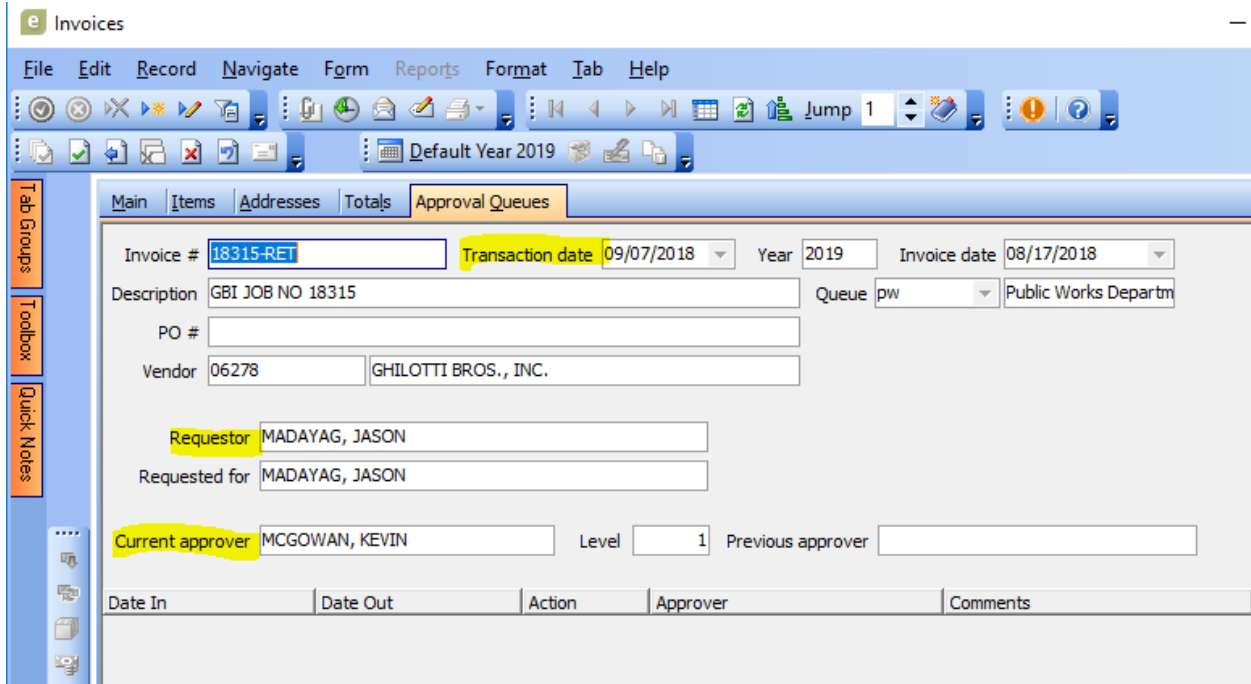 e Invoices
File Edit Record Navigate Form Reports Format Tab Help
Jump 1
Default Year 2019
Tab Groups
Toolbox
Quick Notes
Main Items Addresses Totals Approval Queues
Invoice # 18315-RET Transaction date 09/07/2018 Year 2019 Invoice date 08/17/2018
Description GBI JOB NO 18315 Queue pw Public Works Departm
PO #
Vendor 06278 GHILOTTI BROS., INC.
Requestor MADAYAG, JASON
Requested for MADAYAG, JASON
Current approver MCGOWAN, KEVIN Level 1 Previous approver
Date In Date Out Action Approver Comments